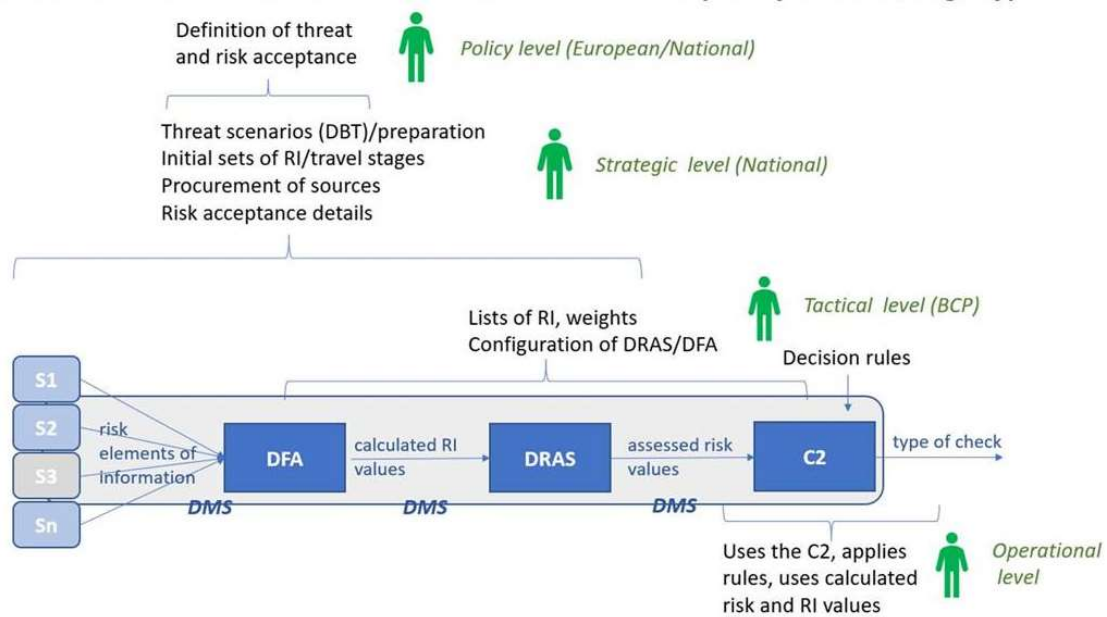 Definition of threat
and risk acceptance
Policy level (European/National)
Threat scenarios (DBT)/preparation
Initial sets of RI/travel stages
Procurement of sources
Risk acceptance details
Strategic level (National)
Lists of RI, weights
Configuration of DRAS/DFA
Tactical level (BCP)
Decision rules
S1
S2
S3
Sn
risk
elements of
information
DMS
DFA
calculated RI
values
DMS
DRAS
assessed risk
values
DMS
C2
type of check
Uses the C2, applies
rules, uses calculated
risk and RI values
Operational
level